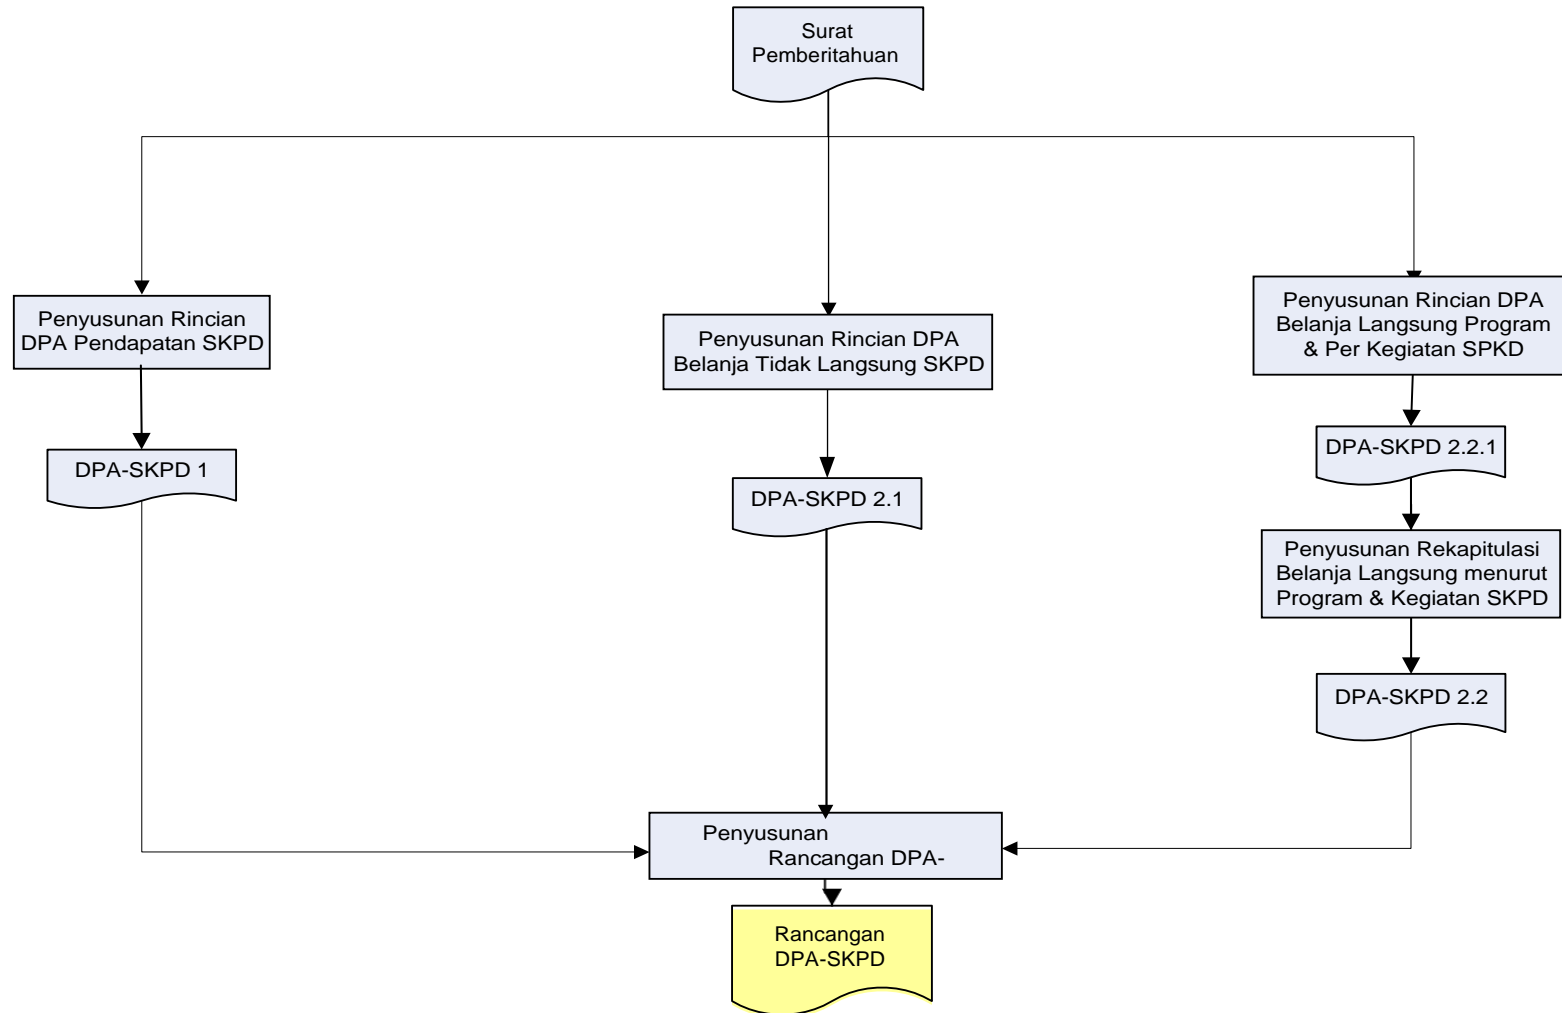 Surat
Pemberitahuan
Penyusunan Rincian
DPA Pendapatan SKPD
Penyusunan Rincian DPA
Belanja Tidak Langsung SKPD
Penyusunan Rincian DPA
Belanja Langsung Program
& Per Kegiatan SPKD
DPA-SKPD 1
DPA-SKPD 2.1
DPA-SKPD 2.2.1
Penyusunan Rekapitulasi
Belanja Langsung menurut
Program & Kegiatan SKPD
DPA-SKPD 2.2
Penyusunan
Rancangan DPA-
Rancangan
DPA-SKPD